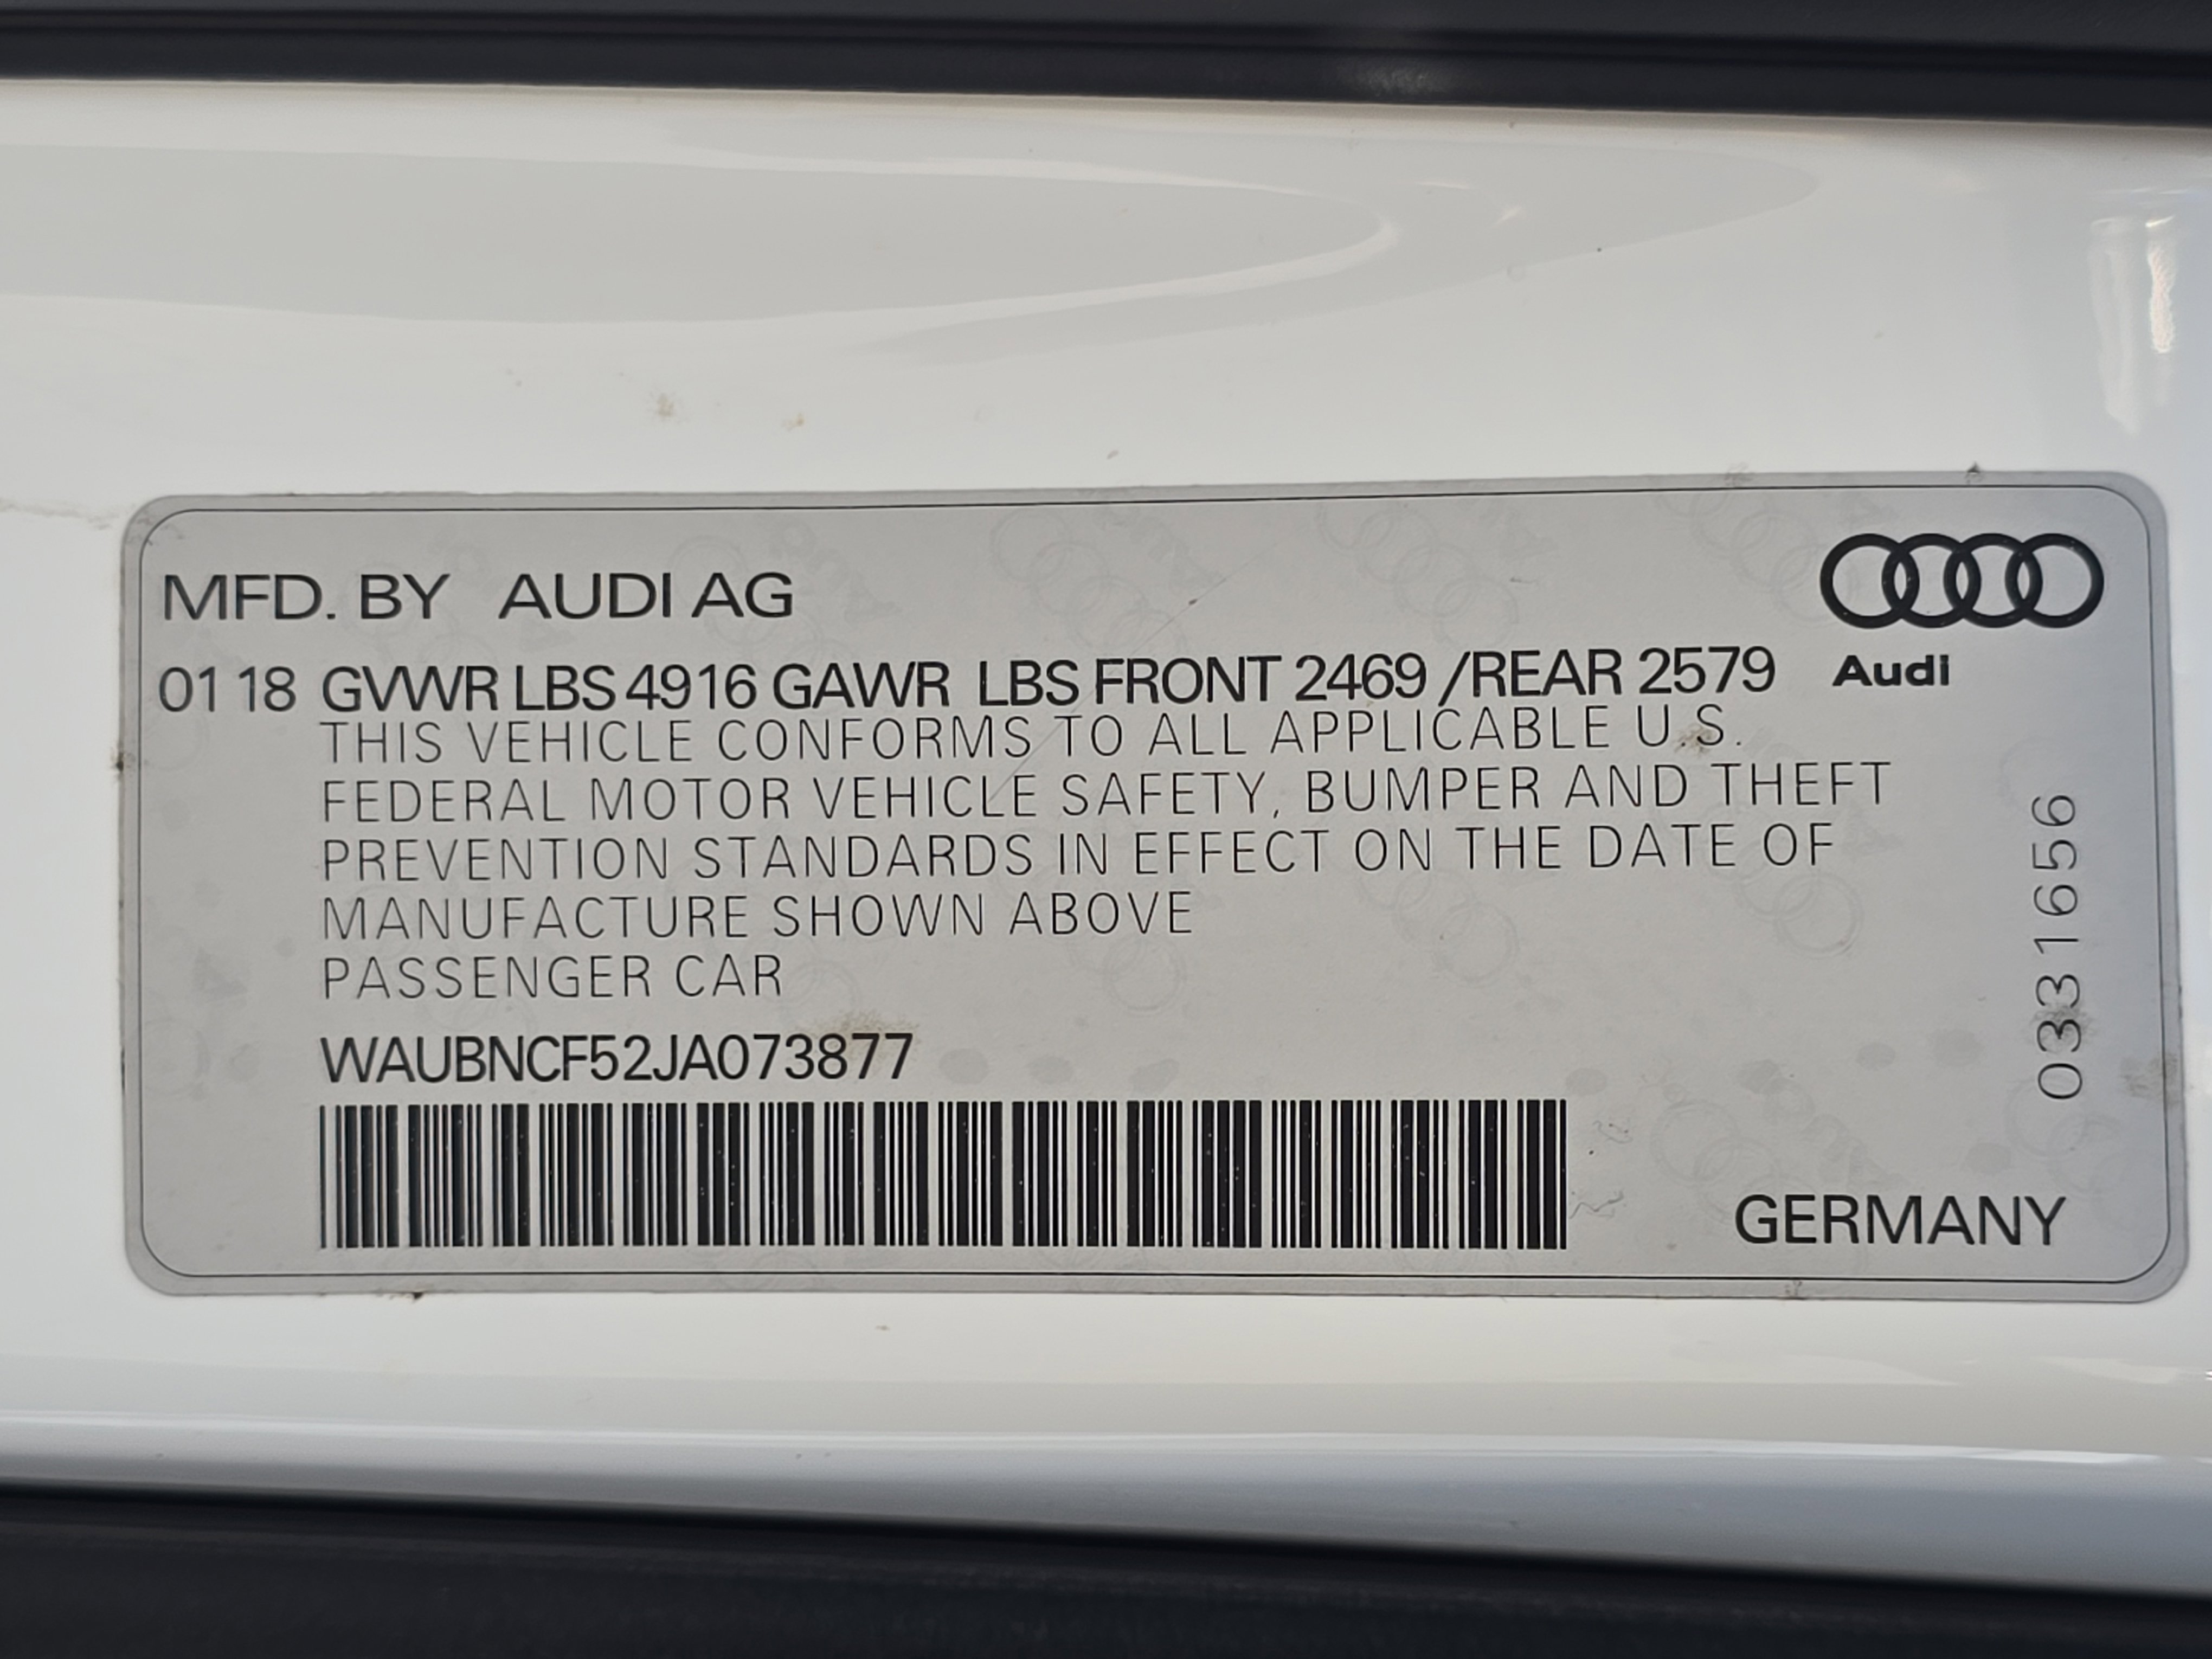 MFD. BY AUDI AG
01 18 GVWR LBS 4916 GAWR LBS FRONT 2469 /REAR 2579
Audi
THIS VEHICLE CONFORMS TO ALL APPLICABLE U.S.
FEDERAL MOTOR VEHICLE SAFETY, BUMPER AND THEFT
PREVENTION STANDARDS IN EFFECT ON THE DATE OF
MANUFACTURE SHOWN ABOVE
PASSENGER CAR
WAUBNCF52JA073877
0331656
GERMANY